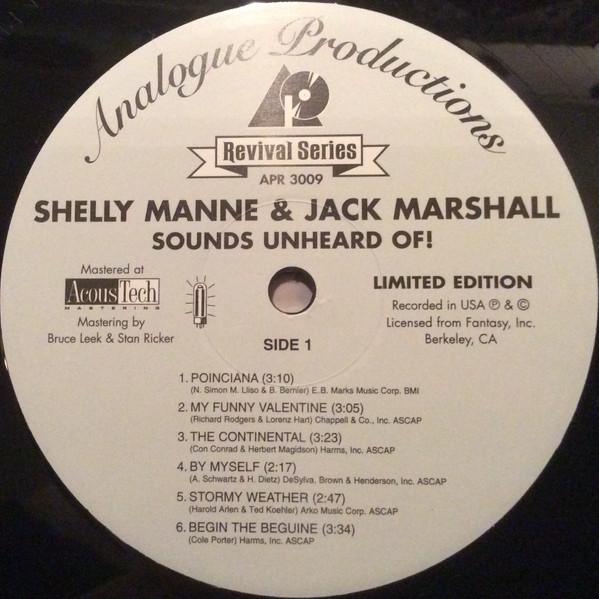 Analogue Productions
Revival Series
APR 3009
SHELLY MANNE & JACK MARSHALL
SOUNDS UNHEARD OF!
Mastered at
AcousTech
MASTERING
Mastering by
Bruce Leek & Stan Ricker
LIMITED EDITION
Recorded in USA ℗ & ©
Licensed from Fantasy, Inc.
Berkeley, CA
SIDE 1
1. POINCIANA (3:10)
(N. Simon M. Lliso & B. Bernier) E.B. Marks Music Corp. BMI
2. MY FUNNY VALENTINE (3:05)
(Richard Rodgers & Lorenz Hart) Chappell & Co., Inc. ASCAP
3. THE CONTINENTAL (3:23)
(Con Conrad & Herbert Magidson) Harms, Inc. ASCAP
4. BY MYSELF (2:17)
(A. Schwartz & H. Dietz) DeSylva, Brown & Henderson, Inc. ASCAP
5. STORMY WEATHER (2:47)
(Harold Arlen & Ted Koehler) Arko Music Corp. ASCAP
6. BEGIN THE BEGUINE (3:34)
(Cole Porter) Harms, Inc. ASCAP